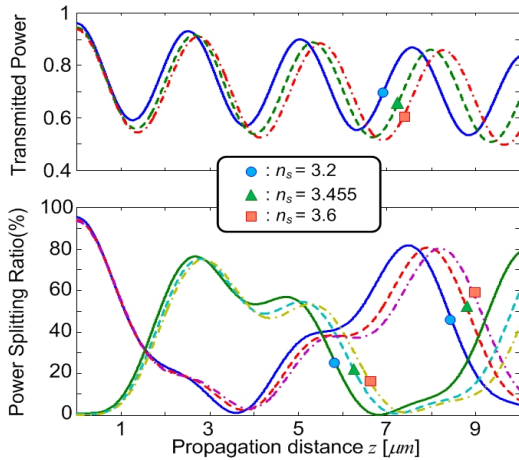 Transmitted Power
1
0.8
0.6
0.4
: n_s = 3.2
: n_s = 3.455
: n_s = 3.6
Power Splitting Ratio(%)
100
80
60
40
20
0
1 3 5 7 9
Propagation distance z [μm]